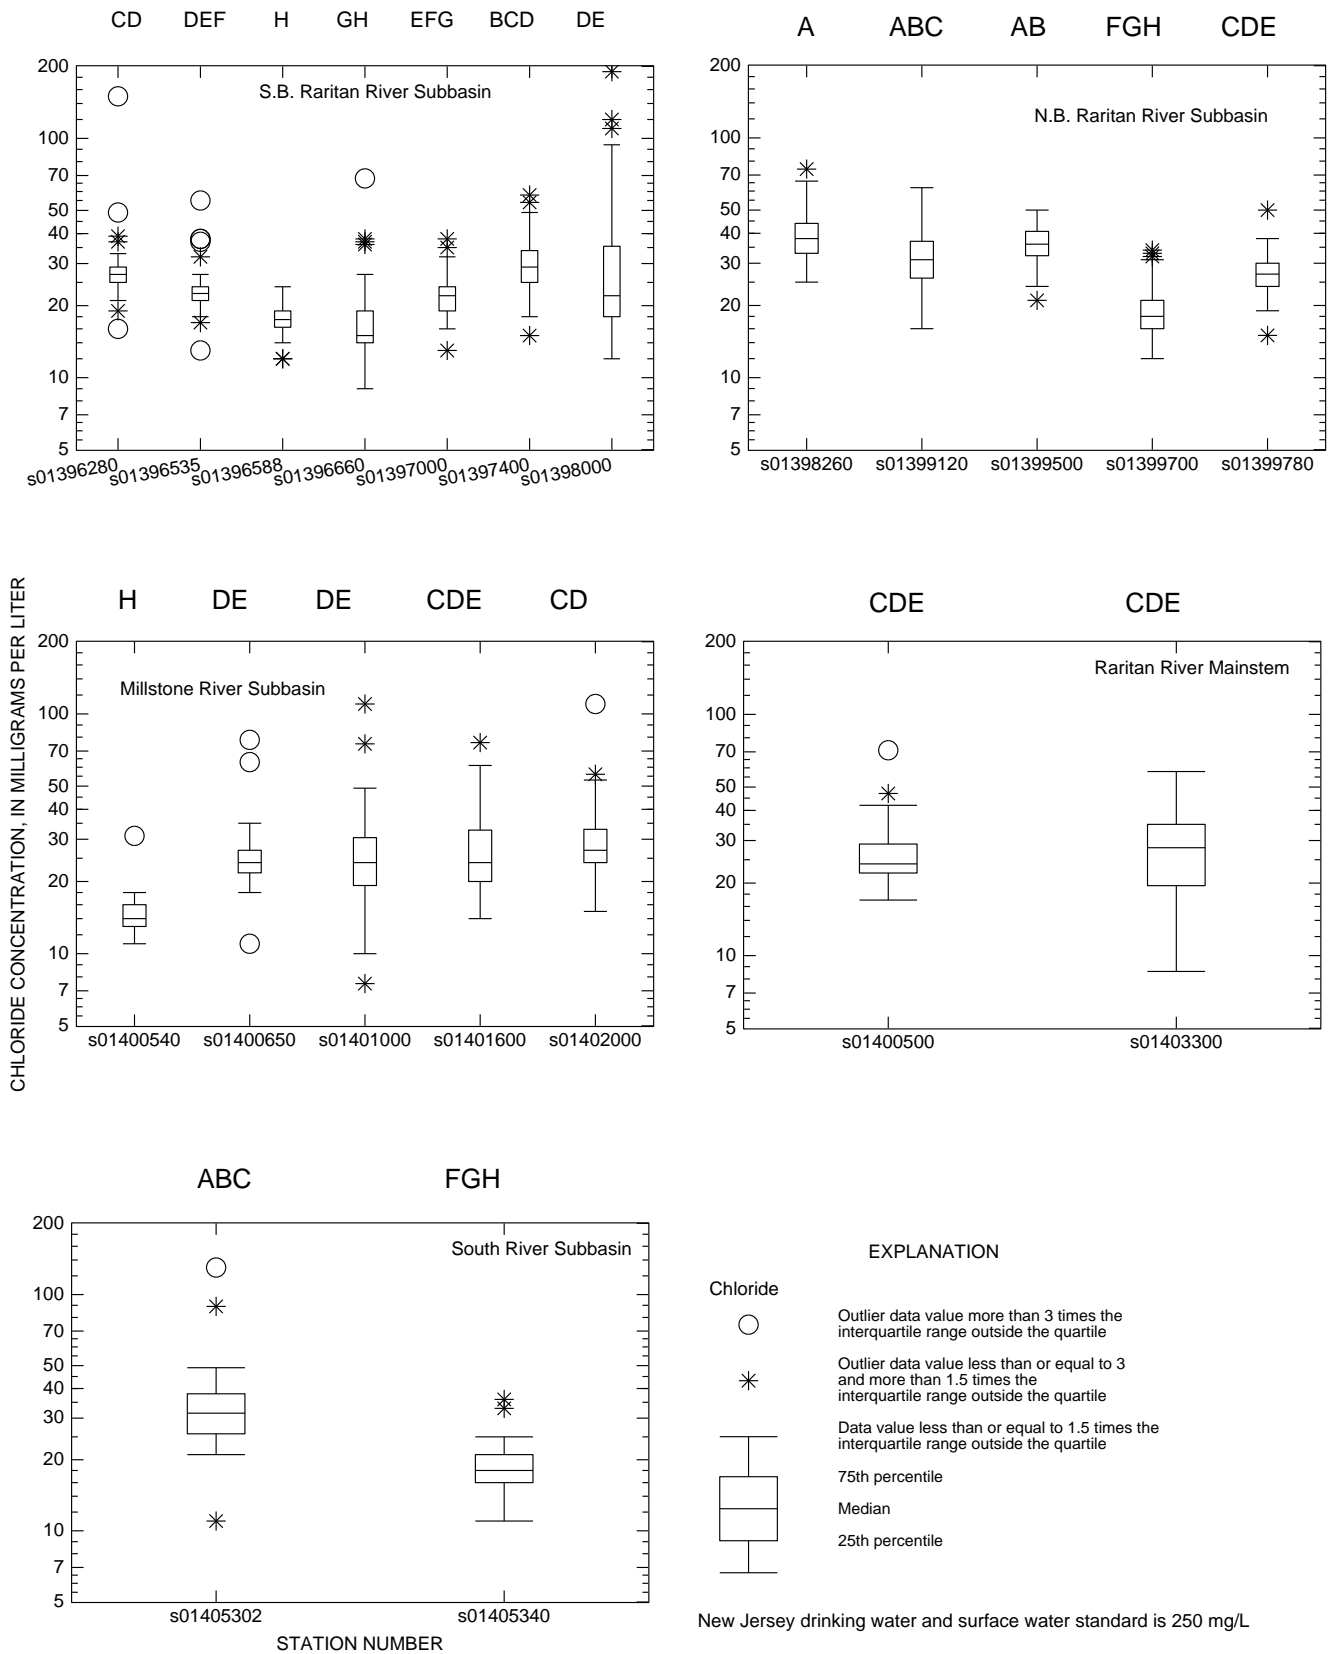 CD DEF H GH EFG BCD DE
200
100
70
50
40
30
20
10
7
5
S.B. Raritan River Subbasin
s01396280 s01396535 s01396588 s01396660 s01397000 s01397400 s01398000
A ABC AB FGH CDE
200
100
70
50
40
30
20
10
7
5
N.B. Raritan River Subbasin
s01398260 s01399120 s01399500 s01399700 s01399780
CHLORIDE CONCENTRATION, IN MILLIGRAMS PER LITER
H DE DE CDE CD
200
100
70
50
40
30
20
10
7
5
Millstone River Subbasin
s01400540 s01400650 s01401000 s01401600 s01402000
CDE CDE
200
100
70
50
40
30
20
10
7
5
Raritan River Mainstem
s01400500 s01403300
ABC FGH
200
100
70
50
40
30
20
10
7
5
South River Subbasin
s01405302 s01405340
STATION NUMBER
EXPLANATION
Chloride
Outlier data value more than 3 times the
interquartile range outside the quartile
Outlier data value less than or equal to 3
and more than 1.5 times the
interquartile range outside the quartile
Data value less than or equal to 1.5 times the
interquartile range outside the quartile
75th percentile
Median
25th percentile
New Jersey drinking water and surface water standard is 250 mg/L